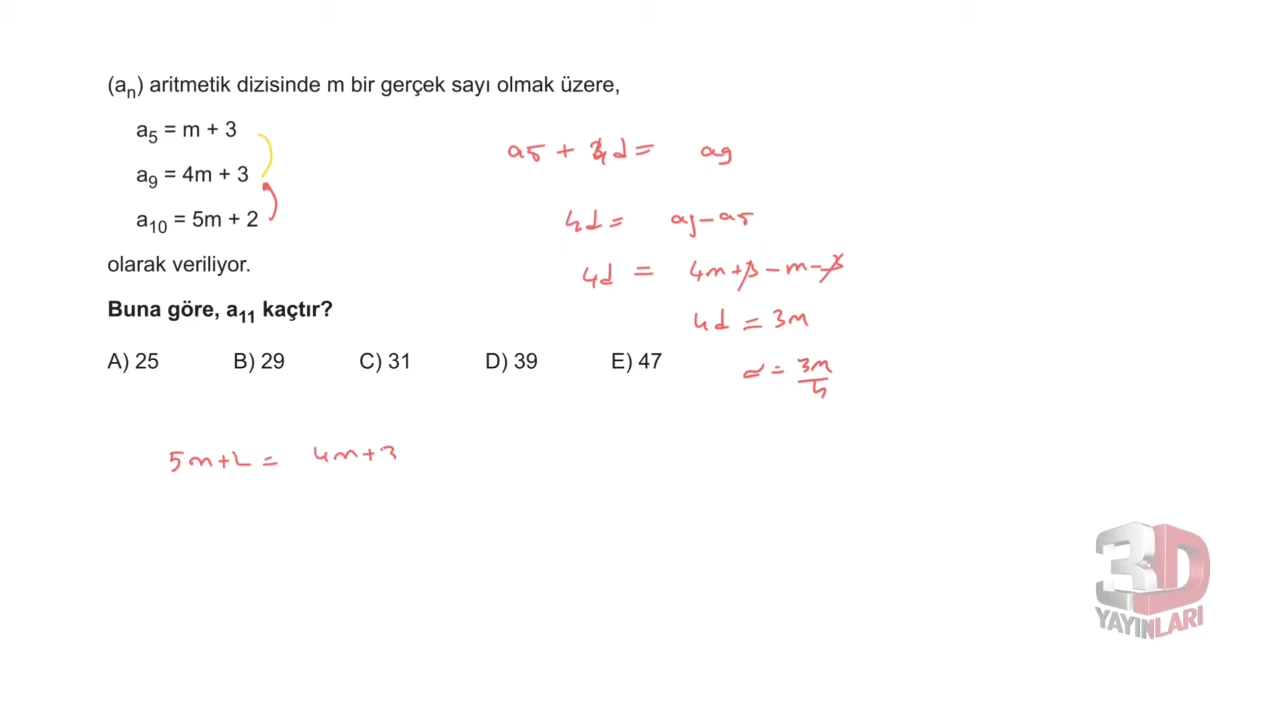 (aₙ) aritmetik dizisinde m bir gerçek sayı olmak üzere,
a₅ = m + 3
a₉ = 4m + 3
a₁₀ = 5m + 2
olarak veriliyor.
Buna göre, a₁₁ kaçtır?
A) 25 B) 29 C) 31 D) 39 E) 47
a5 + 4d = a9
4d = a9 - a5
4d = 4m + 3 - m - 3
4d = 3m
d = 3m/4
5m + 2 = 4m + 3
3D
YAYINLARI